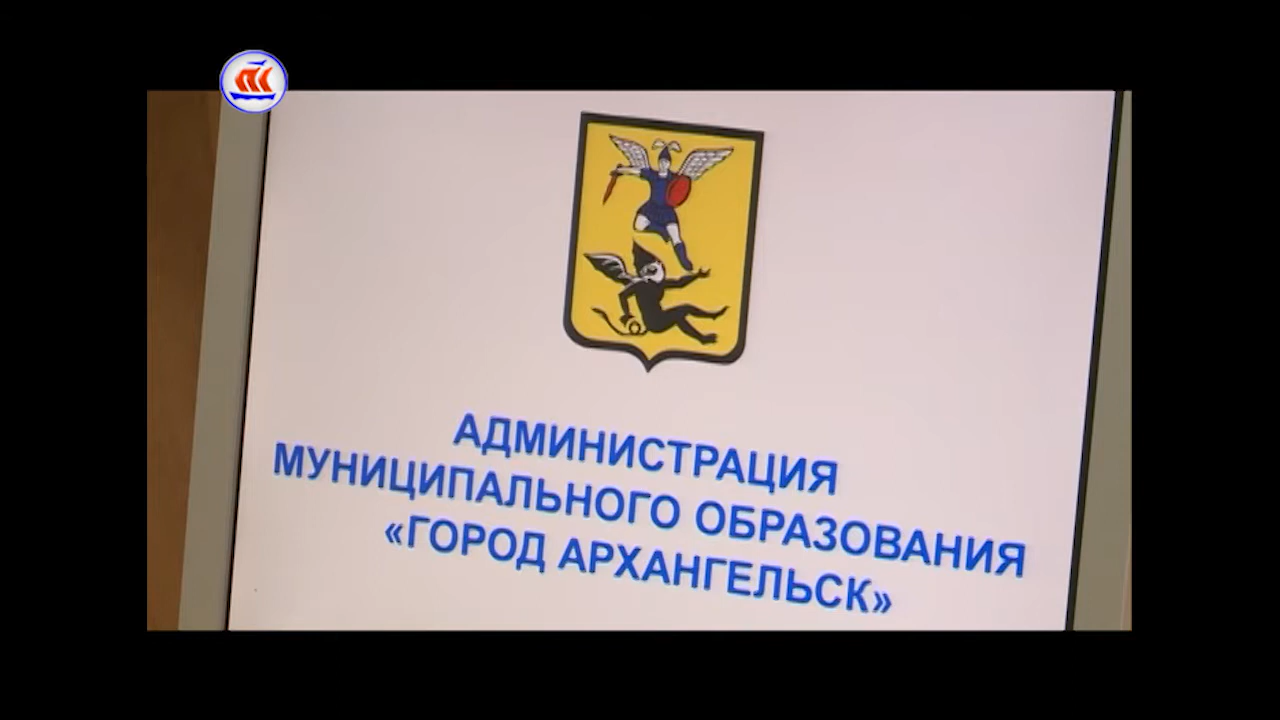 АДМИНИСТРАЦИЯ
МУНИЦИПАЛЬНОГО ОБРАЗОВАНИЯ
«ГОРОД АРХАНГЕЛЬСК»